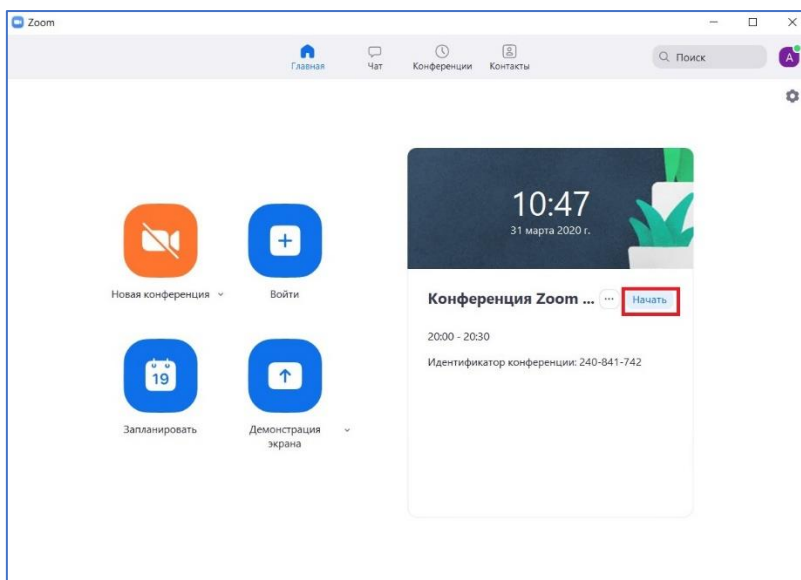 Zoom
Главная
Чат
Конференции
Контакты
Поиск
A
10:47
31 марта 2020 г.
Новая конференция
Войти
Конференция Zoom ...
Начать
20:00 - 20:30
Идентификатор конференции: 240-841-742
19
Запланировать
Демонстрация
экрана